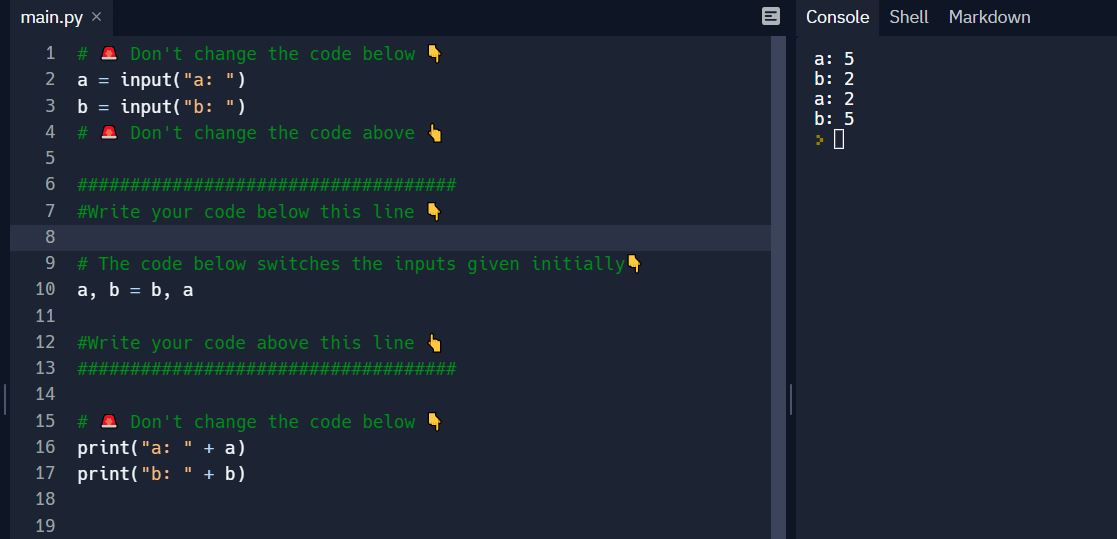 main.py ×
1 # 🚨 Don't change the code below 👇
2 a = input("a: ")
3 b = input("b: ")
4 # 🚨 Don't change the code above 👆
5
6 ####################################
7 #Write your code below this line 👇
8
9 # The code below switches the inputs given initially👇
10 a, b = b, a
11
12 #Write your code above this line 👆
13 ####################################
14
15 # 🚨 Don't change the code below 👇
16 print("a: " + a)
17 print("b: " + b)
18
19
Console Shell Markdown
a: 5
b: 2
a: 2
b: 5
>